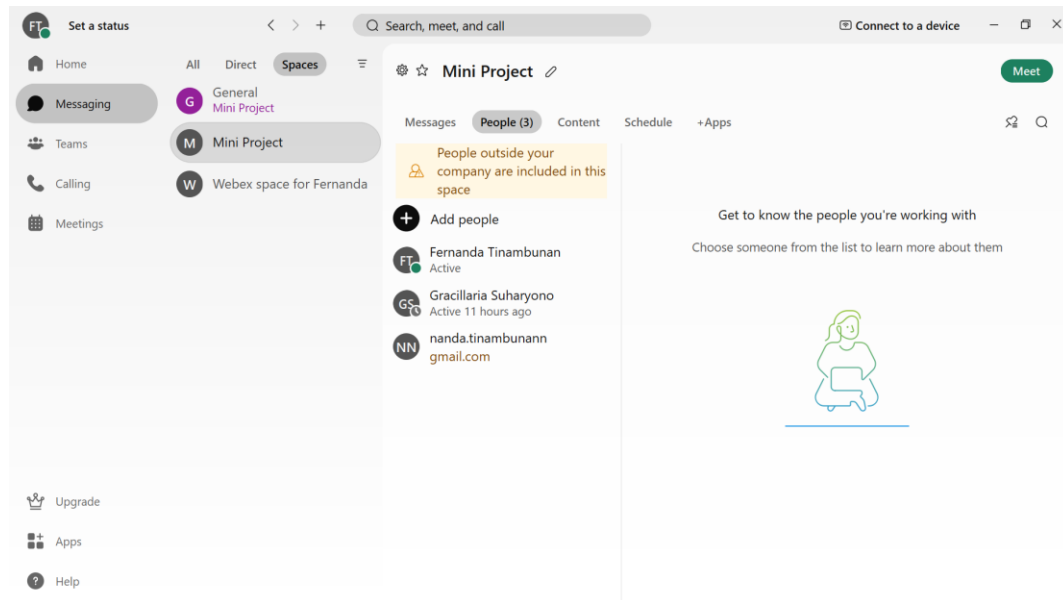 FT
Set a status
Search, meet, and call
Connect to a device
Home
Messaging
Teams
Calling
Meetings
Upgrade
Apps
Help
All Direct Spaces
G
General
Mini Project
M
Mini Project
W
Webex space for Fernanda
Mini Project
Meet
Messages People (3) Content Schedule +Apps
People outside your
company are included in this
space
Add people
FT
Fernanda Tinambunan
Active
GS
Gracillaria Suharyono
Active 11 hours ago
NN
nanda.tinambunann
gmail.com
Get to know the people you're working with
Choose someone from the list to learn more about them